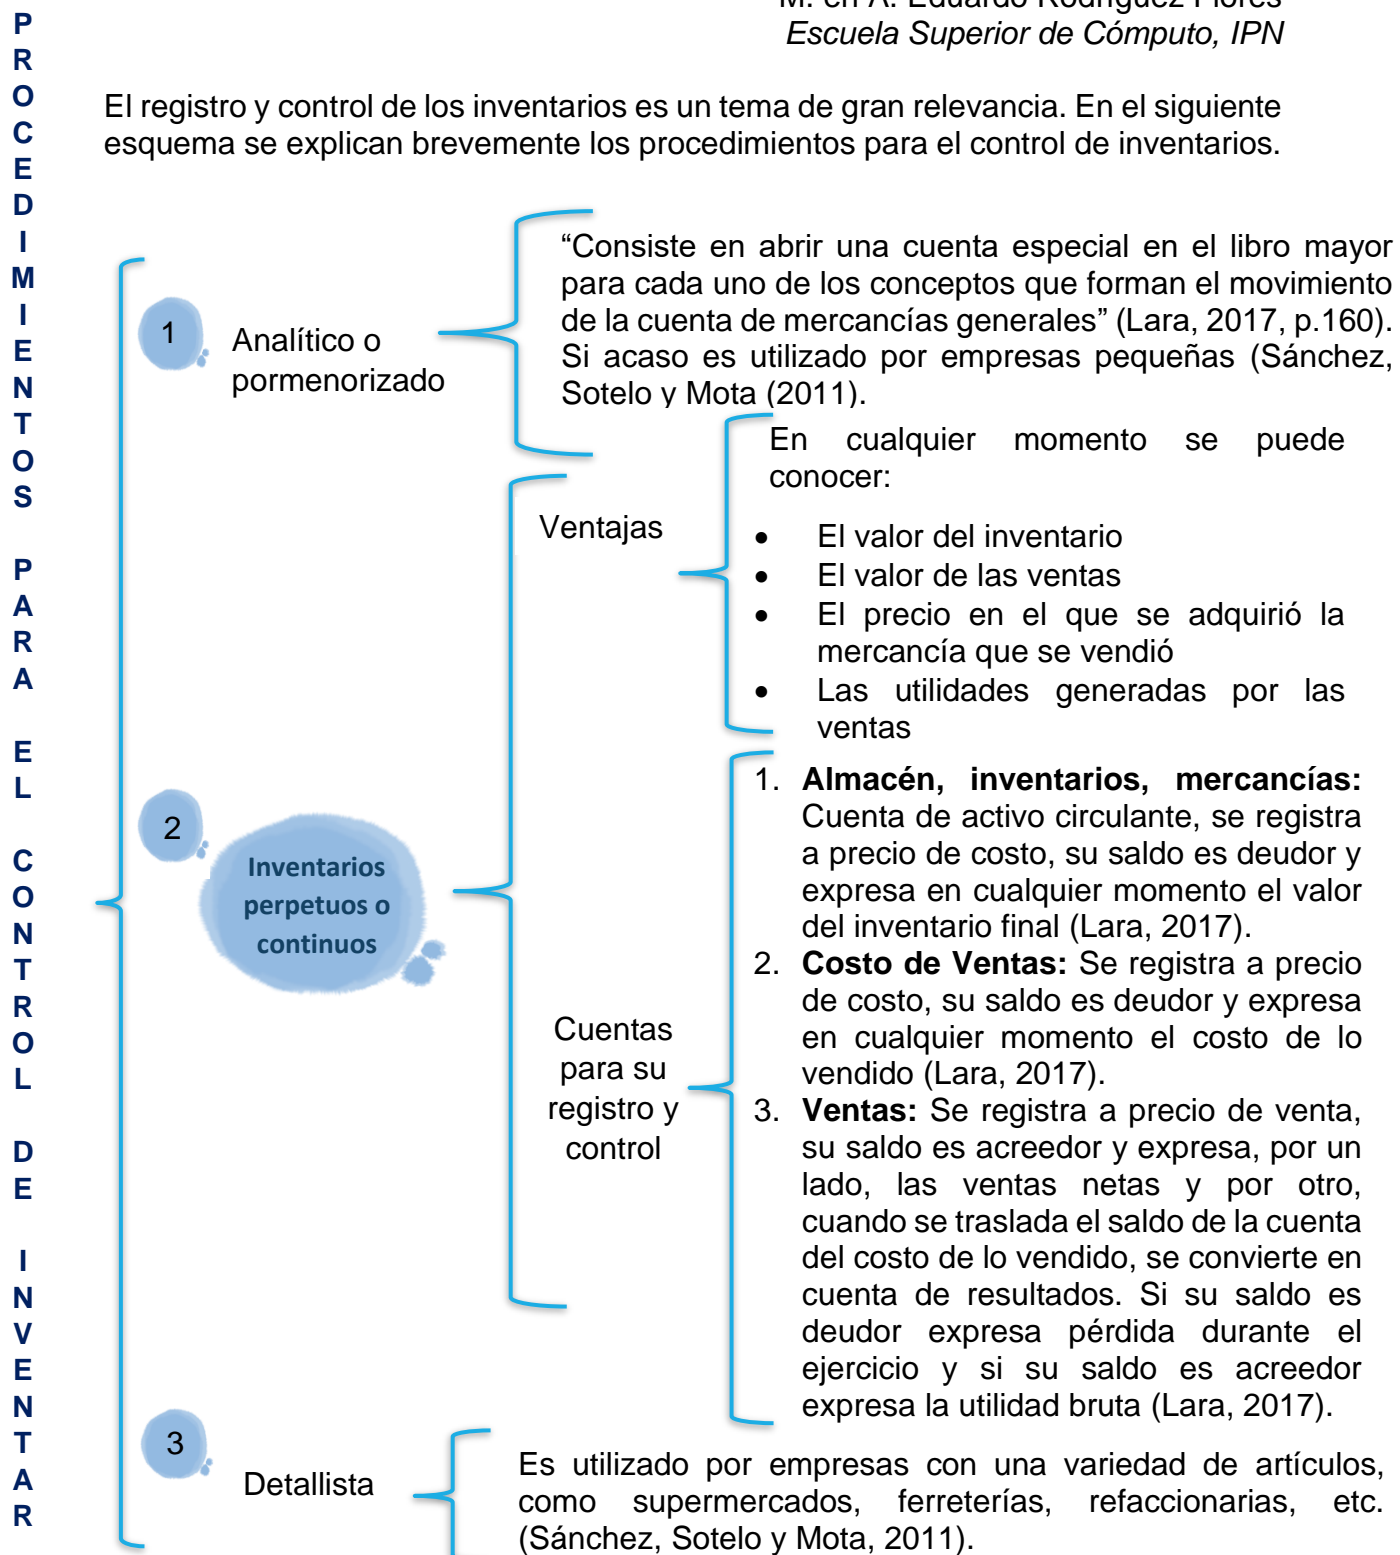 M. en A. Eduardo Rodríguez Flores
Escuela Superior de Cómputo, IPN
PROCEDIMIENTOS PARA EL CONTROL DE INVENTAR
El registro y control de los inventarios es un tema de gran relevancia. En el siguiente
esquema se explican brevemente los procedimientos para el control de inventarios.
1
Analítico o
pormenorizado
“Consiste en abrir una cuenta especial en el libro mayor
para cada uno de los conceptos que forman el movimiento
de la cuenta de mercancías generales” (Lara, 2017, p.160).
Si acaso es utilizado por empresas pequeñas (Sánchez,
Sotelo y Mota (2011).
2
Inventarios
perpetuos o
continuos
Ventajas
En cualquier momento se puede
conocer:
• El valor del inventario
• El valor de las ventas
• El precio en el que se adquirió la
mercancía que se vendió
• Las utilidades generadas por las
ventas
Cuentas
para su
registro y
control
1. Almacén, inventarios, mercancías:
Cuenta de activo circulante, se registra
a precio de costo, su saldo es deudor y
expresa en cualquier momento el valor
del inventario final (Lara, 2017).
2. Costo de Ventas: Se registra a precio
de costo, su saldo es deudor y expresa
en cualquier momento el costo de lo
vendido (Lara, 2017).
3. Ventas: Se registra a precio de venta,
su saldo es acreedor y expresa, por un
lado, las ventas netas y por otro,
cuando se traslada el saldo de la cuenta
del costo de lo vendido, se convierte en
cuenta de resultados. Si su saldo es
deudor expresa pérdida durante el
ejercicio y si su saldo es acreedor
expresa la utilidad bruta (Lara, 2017).
3
Detallista
Es utilizado por empresas con una variedad de artículos,
como supermercados, ferreterías, refaccionarias, etc.
(Sánchez, Sotelo y Mota, 2011).